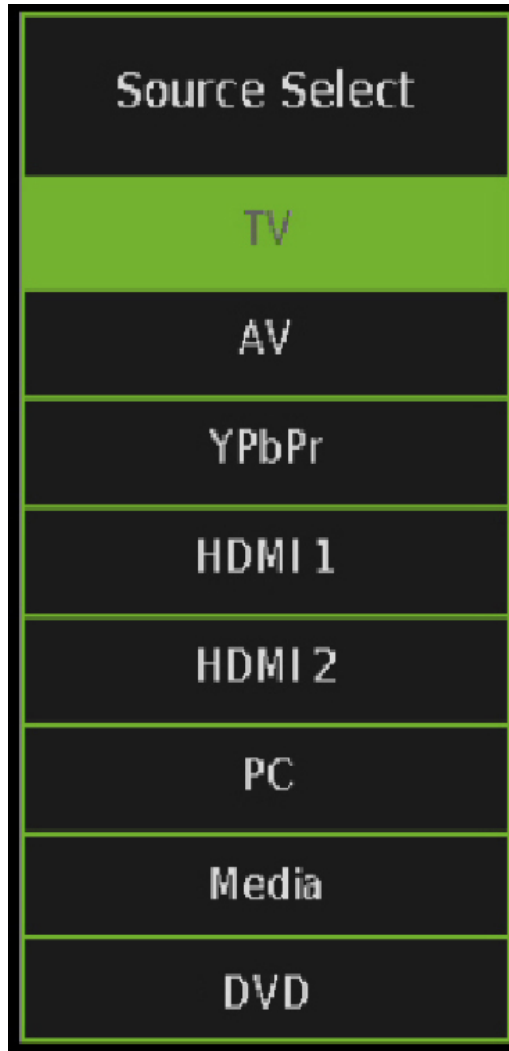 Source Select
TV
AV
YPbPr
HDMI 1
HDMI 2
PC
Media
DVD